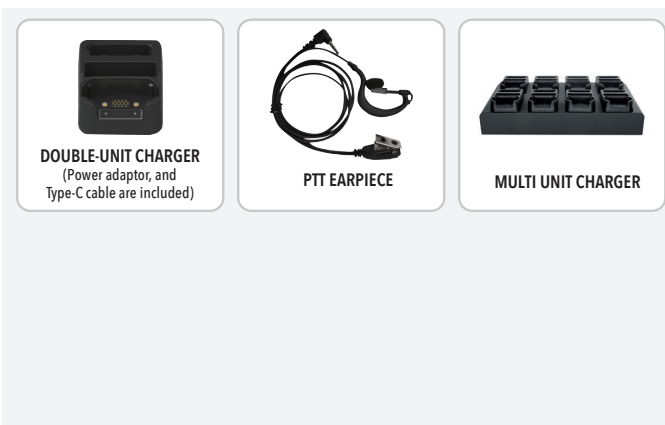 DOUBLE-UNIT CHARGER
(Power adaptor, and
Type-C cable are included)
PTT EARPIECE
MULTI UNIT CHARGER